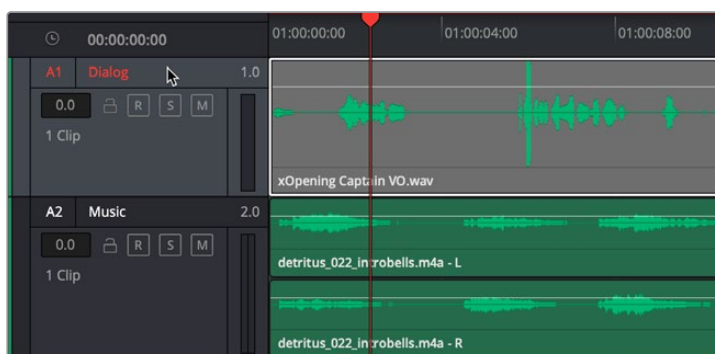 00:00:00:00
01:00:00:00 01:00:04:00 01:00:08:00
A1 Dialog 1.0
0.0 R S M
1 Clip
xOpening Captain VO.wav
A2 Music 2.0
0.0 R S M
1 Clip
detritus_022_introbells.m4a - L
detritus_022_introbells.m4a - R